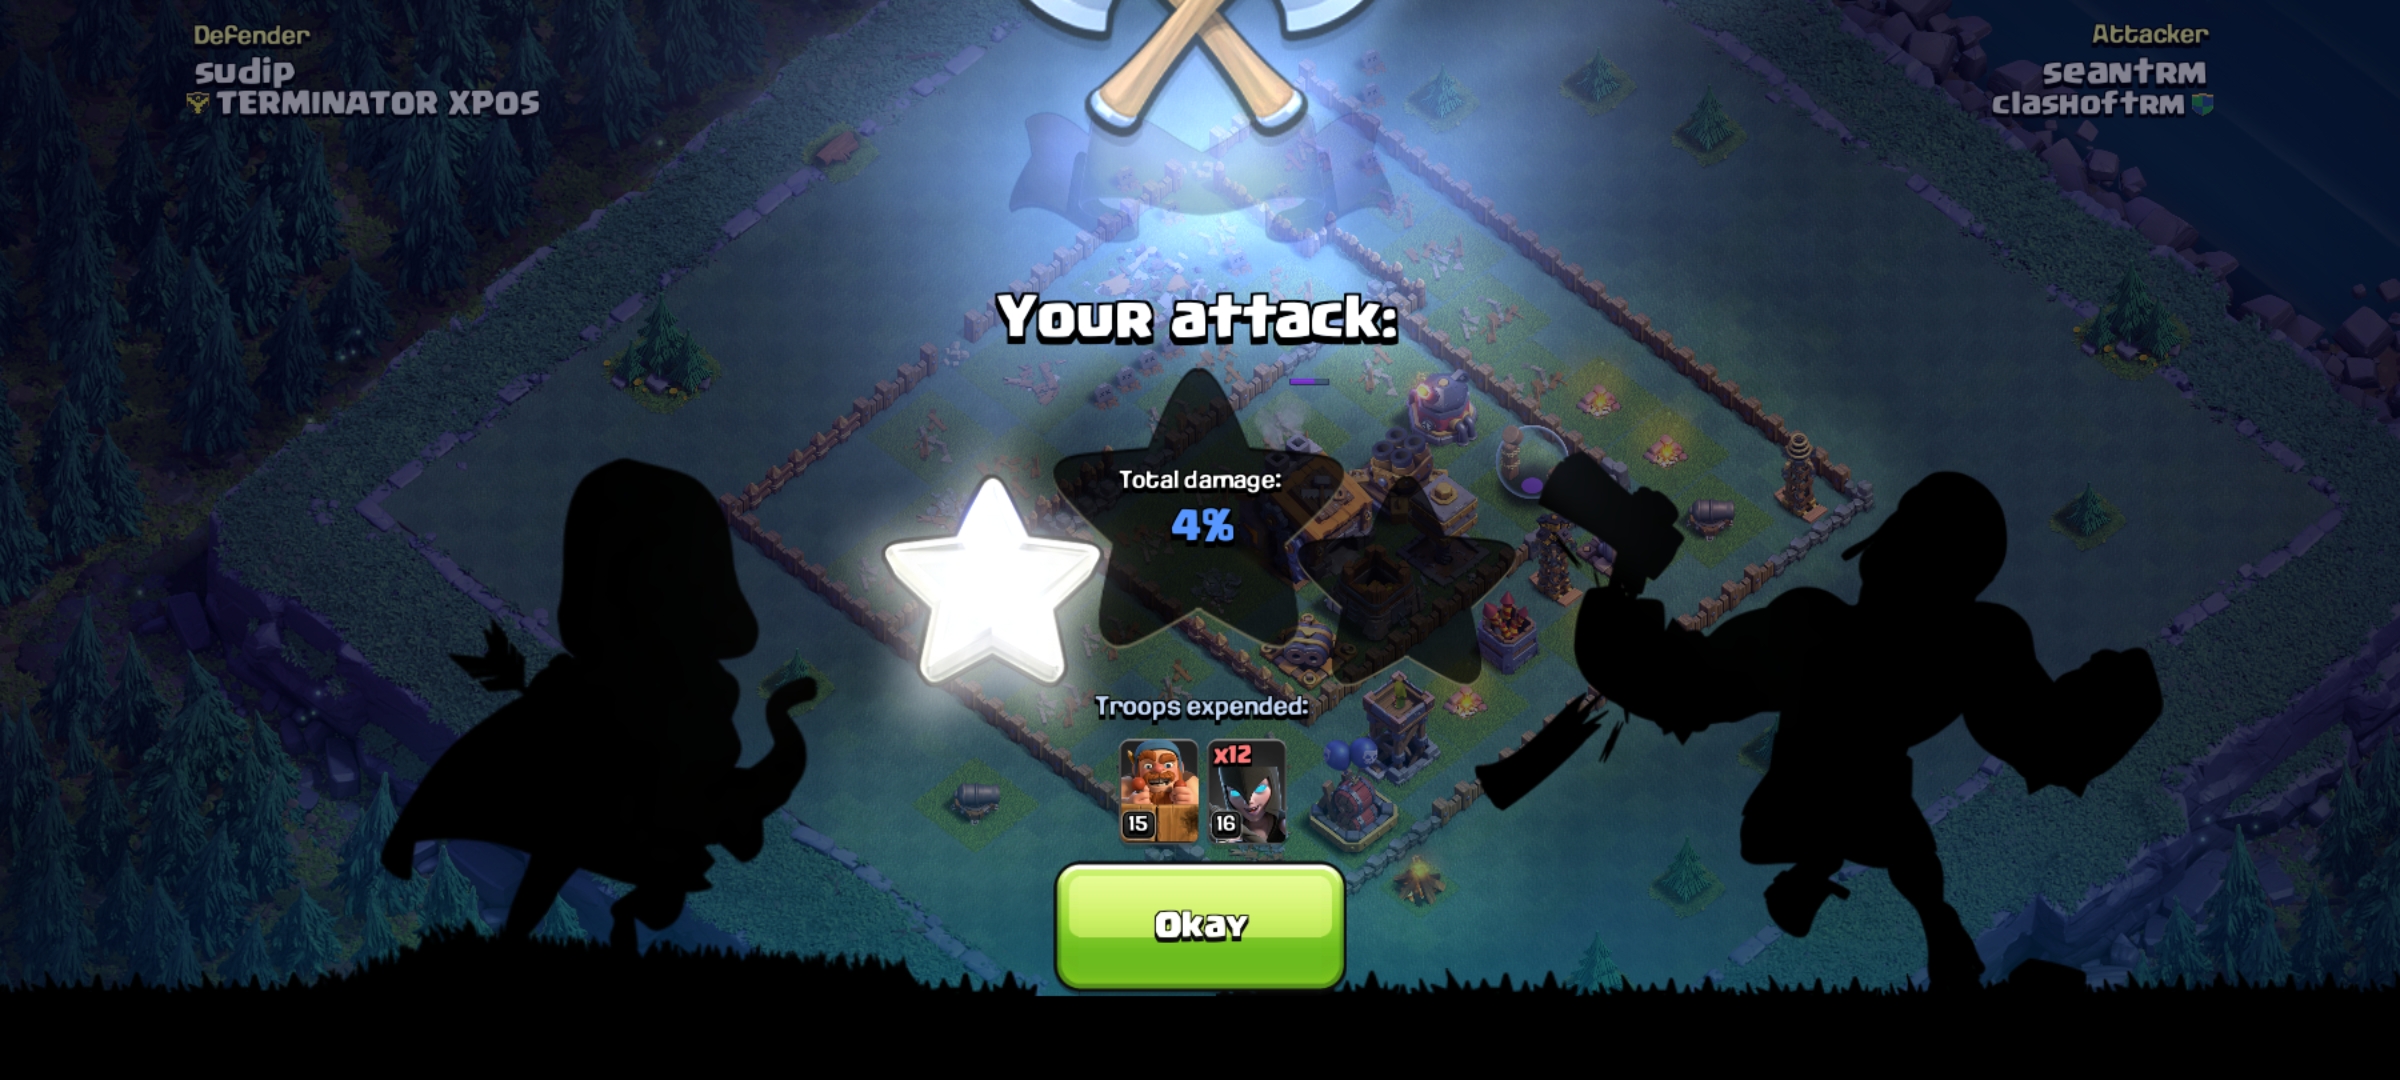 Defender
sudip
TERMINATOR XPOS
Attacker
seantRM
clashoftRM
Your attack:
Total damage:
4%
Troops expended:
x12
15
16
Okay